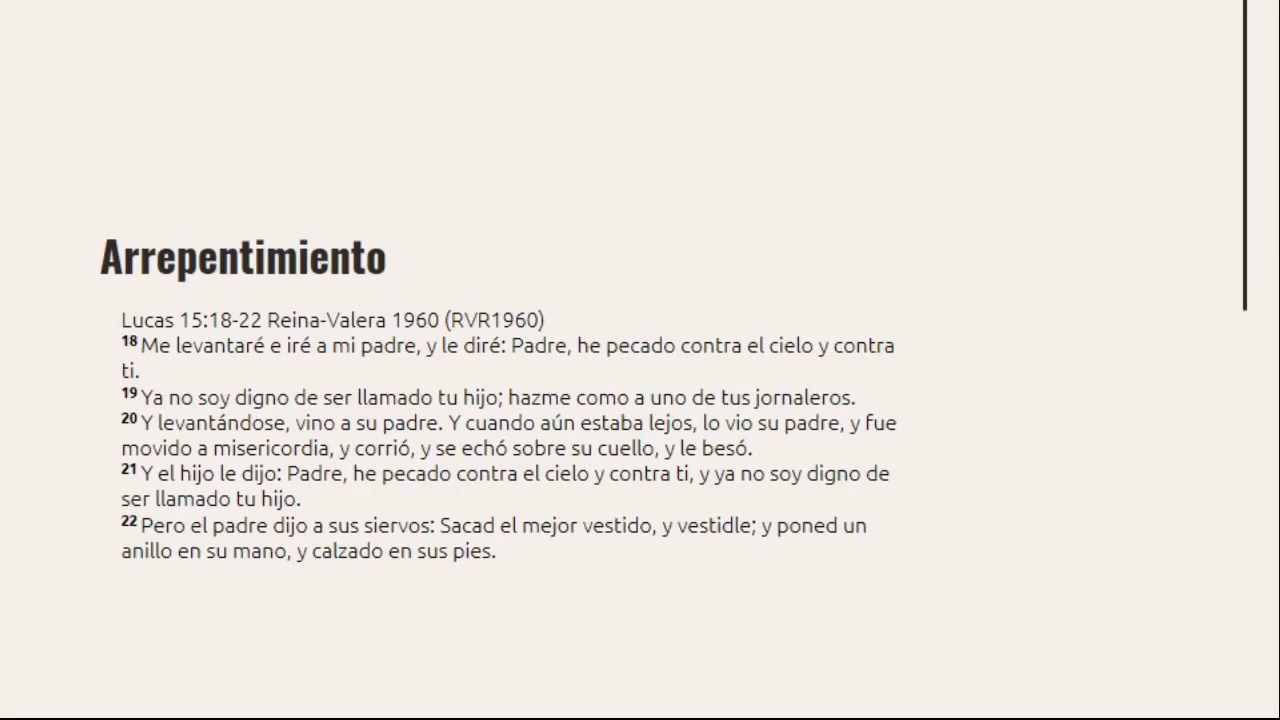 Arrepentimiento
Lucas 15:18-22 Reina-Valera 1960 (RVR1960)
18 Me levantaré e iré a mi padre, y le diré: Padre, he pecado contra el cielo y contra
ti.
19 Ya no soy digno de ser llamado tu hijo; hazme como a uno de tus jornaleros.
20 Y levantándose, vino a su padre. Y cuando aún estaba lejos, lo vio su padre, y fue
movido a misericordia, y corrió, y se echó sobre su cuello, y le besó.
21 Y el hijo le dijo: Padre, he pecado contra el cielo y contra ti, y ya no soy digno de
ser llamado tu hijo.
22 Pero el padre dijo a sus siervos: Sacad el mejor vestido, y vestidle; y poned un
anillo en su mano, y calzado en sus pies.